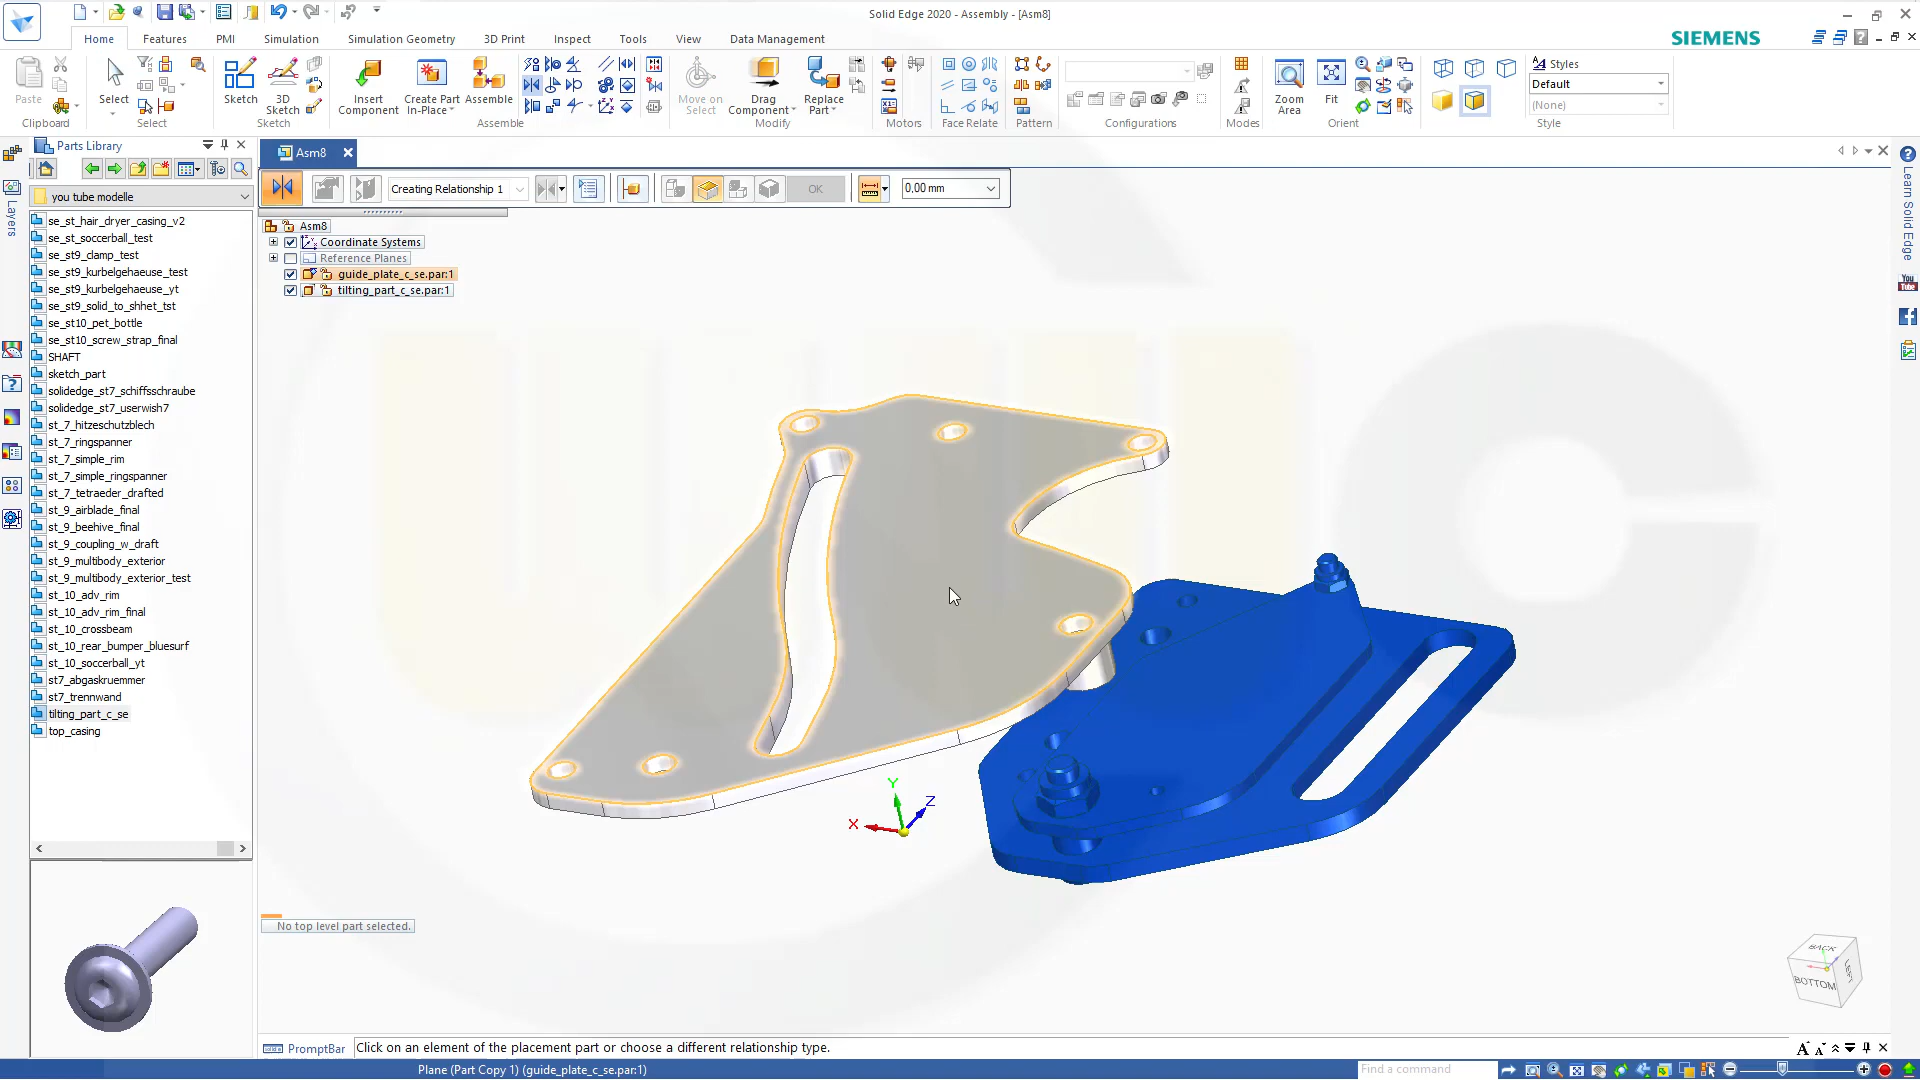 Solid Edge 2020 - Assembly - [Asm8]
Home
Features
PMI
Simulation
Simulation Geometry
3D Print
Inspect
Tools
View
Data Management
SIEMENS
Paste
Clipboard
Select
Select
Sketch
3D Sketch
Sketch
Insert Component
Create Part In-Place
Assemble
Assemble
Move on Select
Drag Component
Replace Part
Modify
Motors
Face Relate
Pattern
Configurations
Modes
Zoom Area
Fit
Orient
Styles
Default
(None)
Style
Parts Library
you tube modelle
se_st_hair_dryer_casing_v2
se_st_soccerball_test
se_st9_clamp_test
se_st9_kurbelgehaeuse_test
se_st9_kurbelgehaeuse_yt
se_st9_solid_to_shhet_tst
se_st10_pet_bottle
se_st10_screw_strap_final
SHAFT
sketch_part
solidedge_st7_schiffsschraube
solidedge_st7_userwish7
st_7_hitzeschutzblech
st_7_ringspanner
st_7_simple_rim
st_7_simple_ringspanner
st_7_tetraeder_drafted
st_9_airblade_final
st_9_beehive_final
st_9_coupling_w_draft
st_9_multibody_exterior
st_9_multibody_exterior_test
st_10_adv_rim
st_10_adv_rim_final
st_10_crossbeam
st_10_rear_bumper_bluesurf
st_10_soccerball_yt
st7_abgaskruemmer
st7_trennwand
tilting_part_c_se
top_casing
Layers
Asm8
Creating Relationship 1
OK
0,00 mm
Asm8
Coordinate Systems
Reference Planes
guide_plate_c_se.par:1
tilting_part_c_se.par:1
X
Y
Z
No top level part selected.
BACK
BOTTOM
LEFT
Learn Solid Edge
You Tube
PromptBar
Click on an element of the placement part or choose a different relationship type.
Plane (Part Copy 1) (guide_plate_c_se.par:1)
Find a command